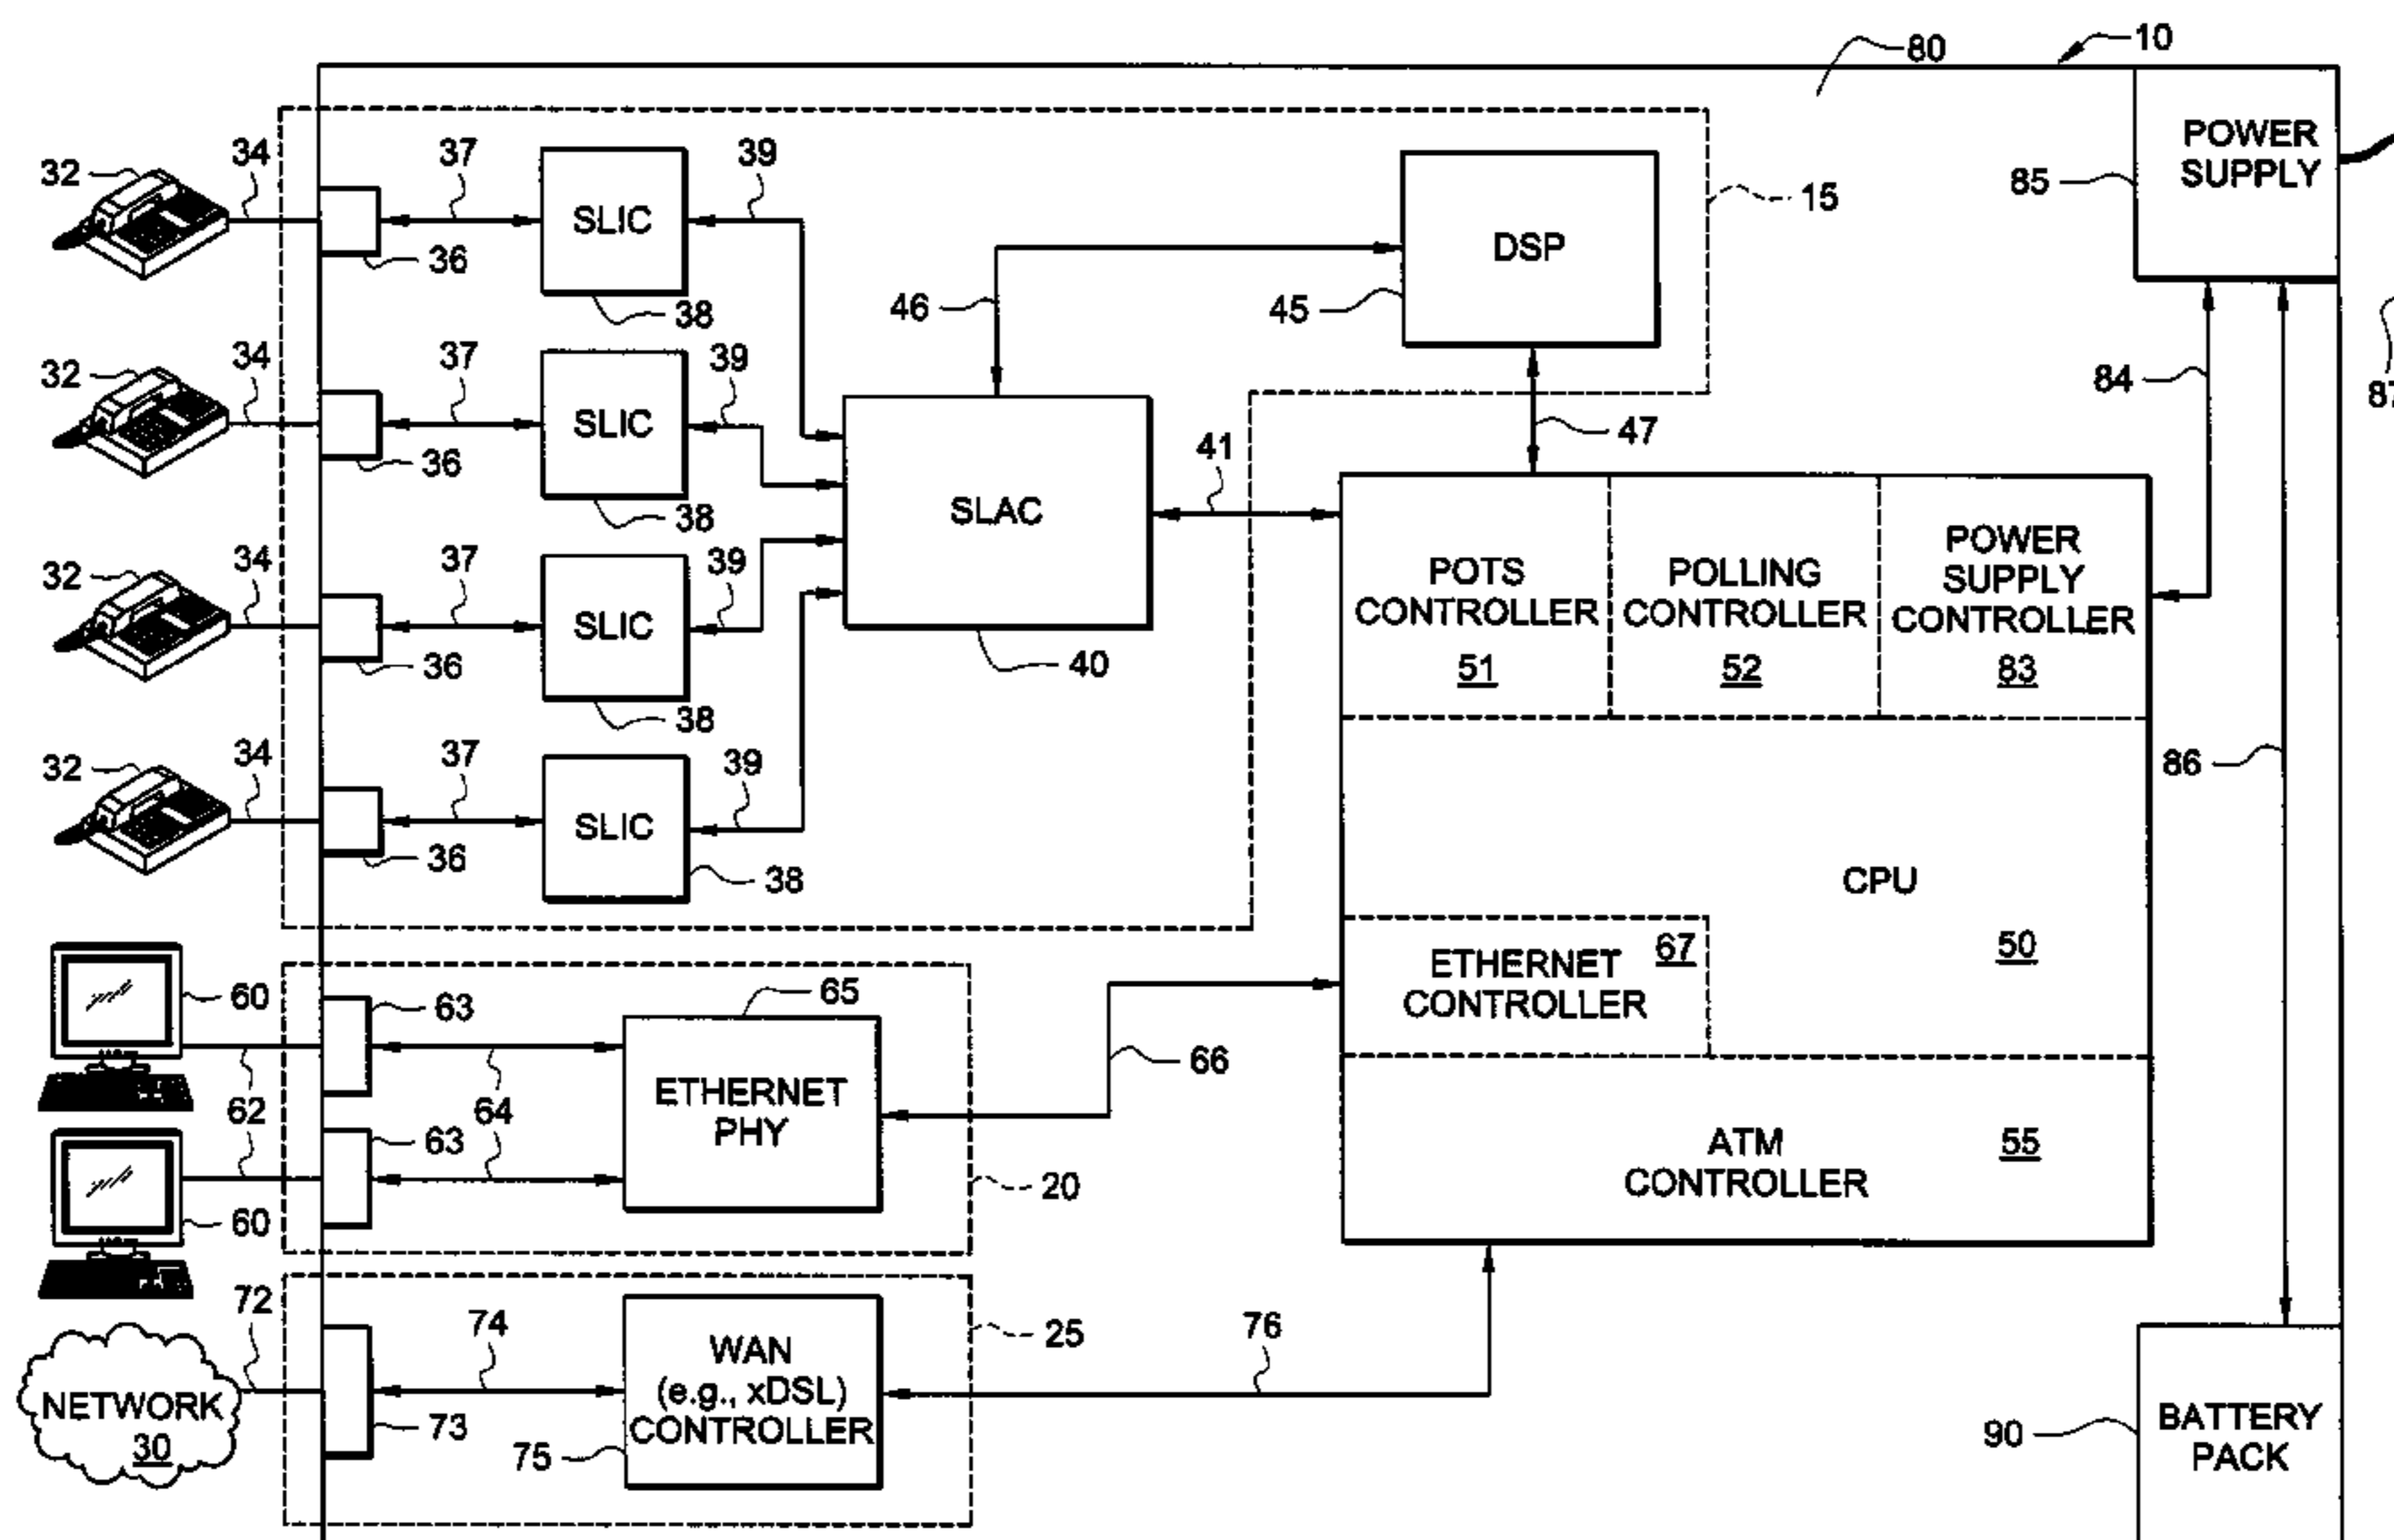 80
10
POWER
SUPPLY
85
87
32
34
37
39
SLIC
36
38
DSP
45
46
15
32
34
37
39
SLIC
36
38
84
47
41
SLAC
40
32
34
37
39
SLIC
36
38
POTS
CONTROLLER
51
POLLING
CONTROLLER
52
POWER
SUPPLY
CONTROLLER
83
32
34
37
39
SLIC
36
38
86
CPU
50
ETHERNET
CONTROLLER
67
60
62
63
64
65
ETHERNET
PHY
66
63
60
20
ATM
CONTROLLER
55
72
NETWORK
30
73
74
WAN
(e.g., xDSL)
CONTROLLER
75
25
76
90
BATTERY
PACK